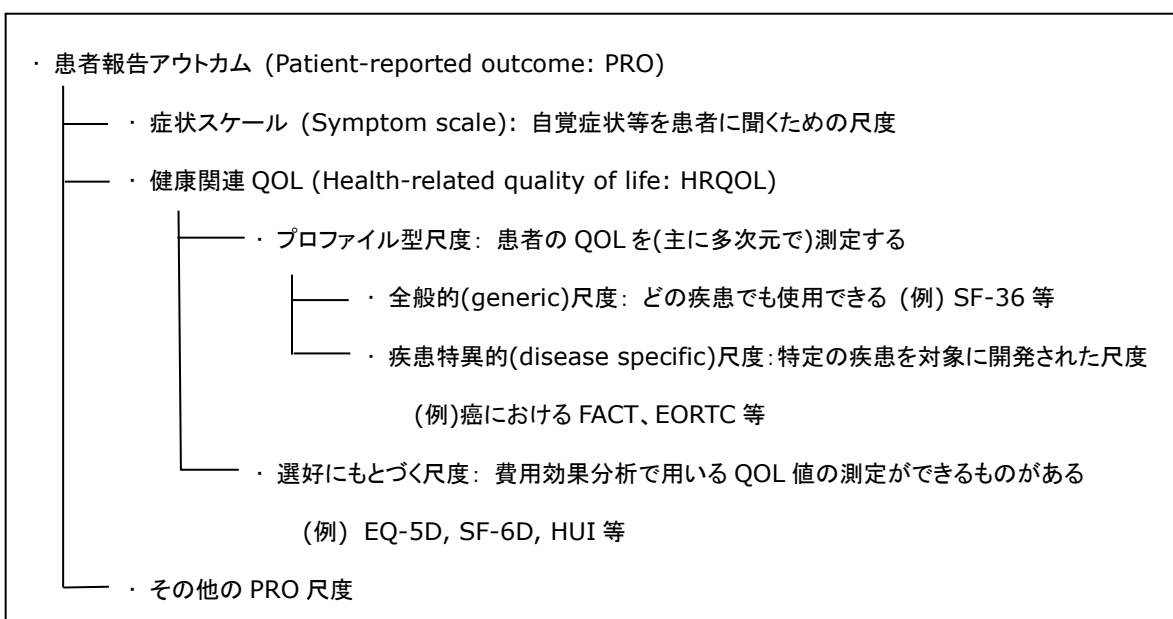 ・ 患者報告アウトカム (Patient-reported outcome: PRO)
・ 症状スケール (Symptom scale): 自覚症状等を患者に聞くための尺度
・ 健康関連 QOL (Health-related quality of life: HRQOL)
・ プロファイル型尺度： 患者の QOL を(主に多次元で)測定する
・ 全般的(generic)尺度： どの疾患でも使用できる (例) SF-36 等
・ 疾患特異的(disease specific)尺度：特定の疾患を対象に開発された尺度
(例)癌における FACT、EORTC 等
・ 選好にもとづく尺度： 費用効果分析で用いる QOL 値の測定ができるものがある
(例) EQ-5D, SF-6D, HUI 等
・ その他の PRO 尺度